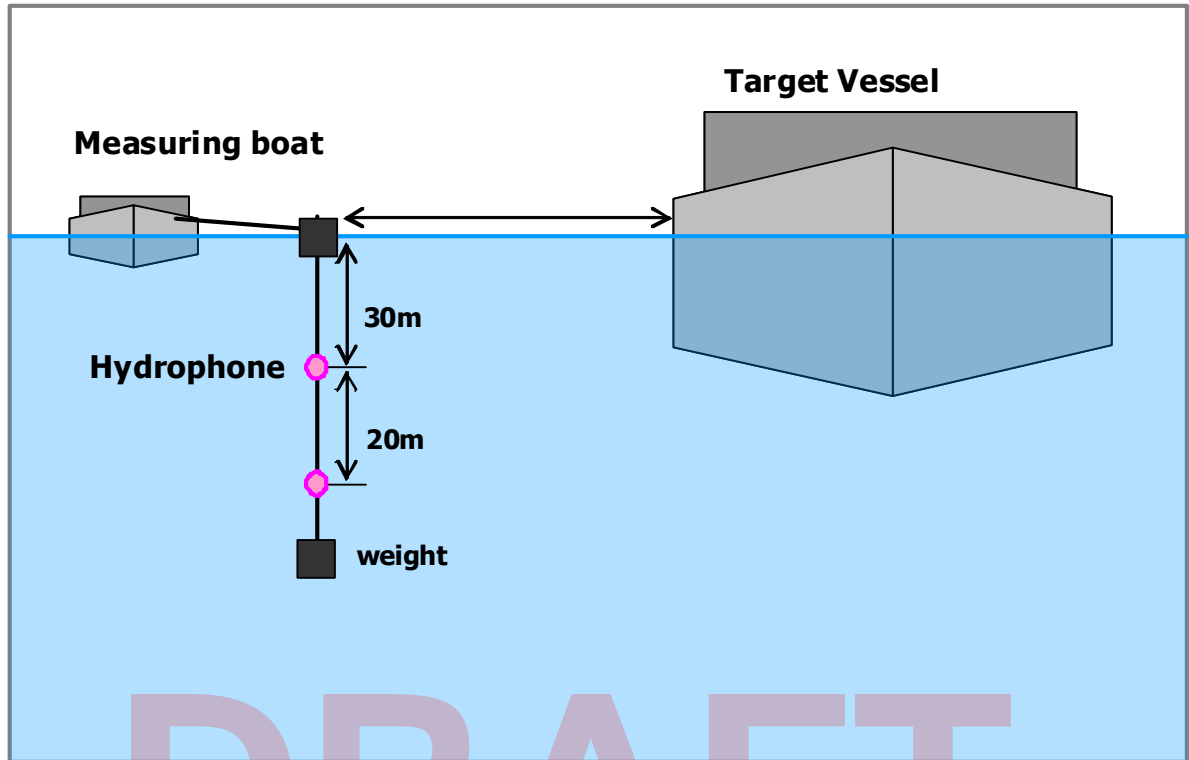 Target Vessel
Measuring boat
30m
Hydrophone
20m
weight
DRAFT